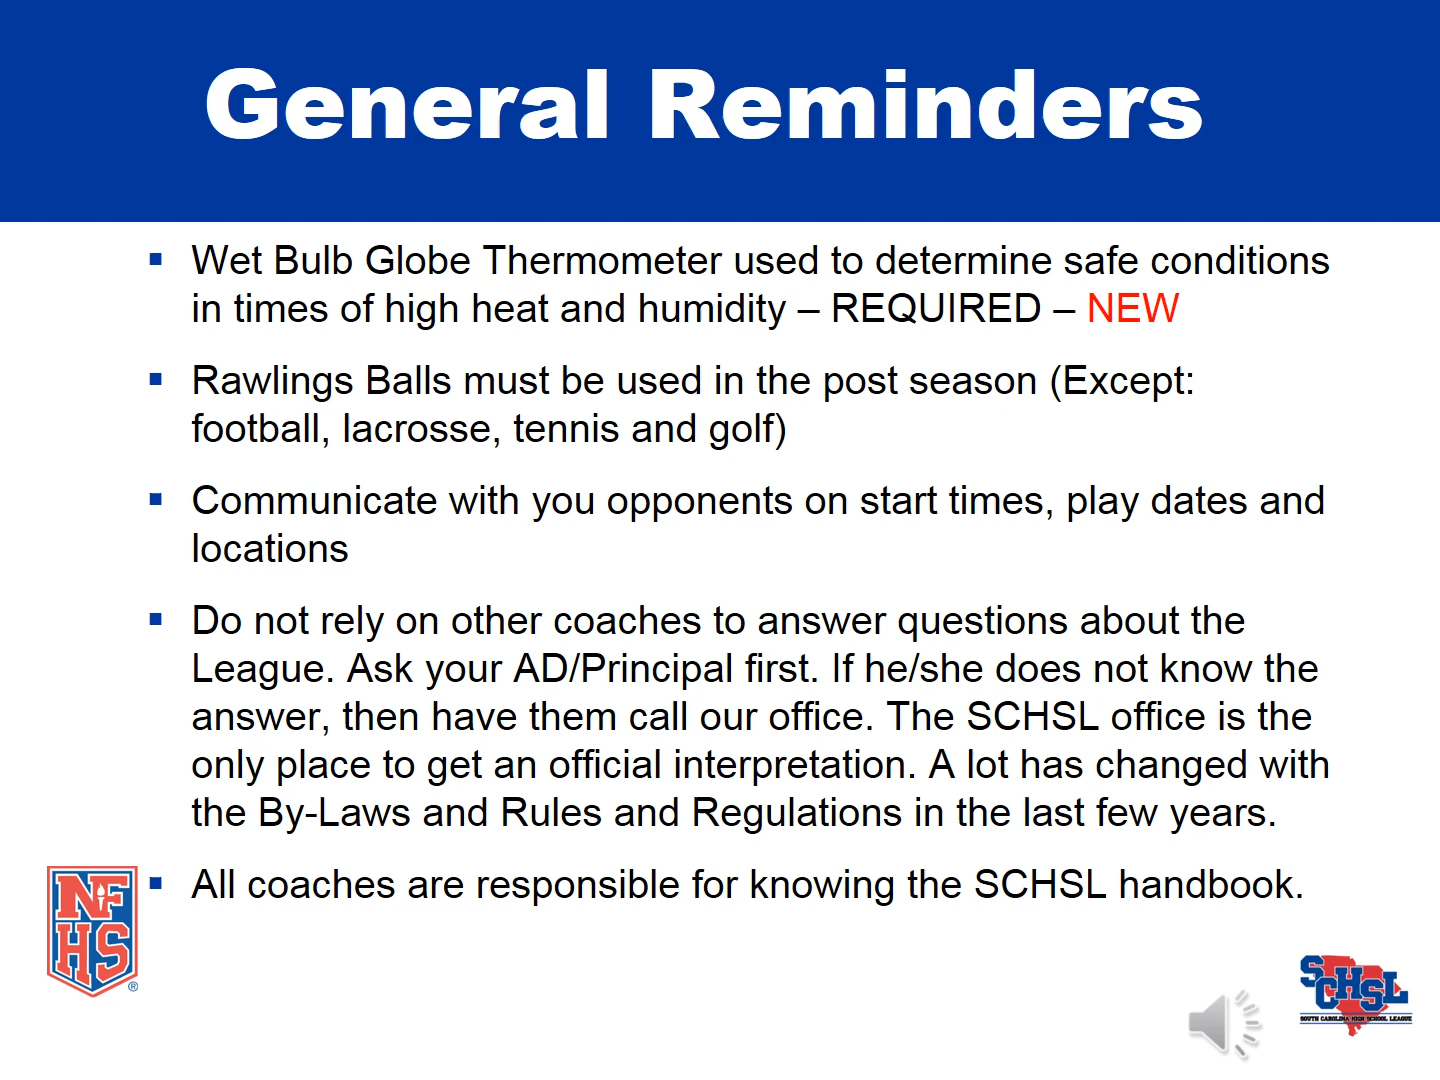 General Reminders
Wet Bulb Globe Thermometer used to determine safe conditions
in times of high heat and humidity – REQUIRED – NEW
Rawlings Balls must be used in the post season (Except:
football, lacrosse, tennis and golf)
Communicate with you opponents on start times, play dates and
locations
Do not rely on other coaches to answer questions about the
League. Ask your AD/Principal first. If he/she does not know the
answer, then have them call our office. The SCHSL office is the
only place to get an official interpretation. A lot has changed with
the By-Laws and Rules and Regulations in the last few years.
All coaches are responsible for knowing the SCHSL handbook.
NF
HS
®
SCHSL
SOUTH CAROLINA HIGH SCHOOL LEAGUE